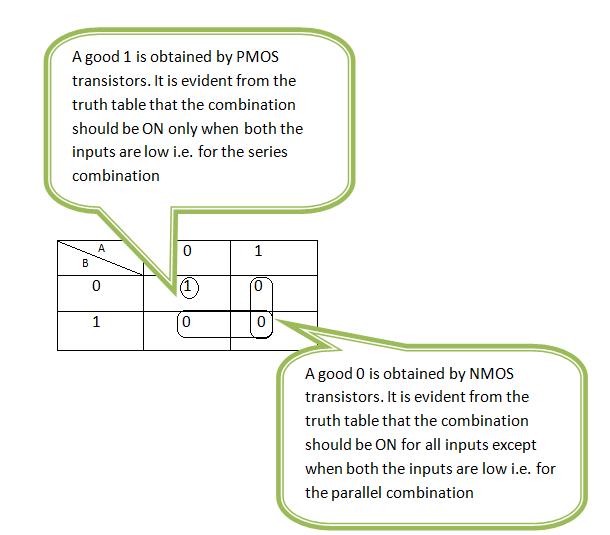 A good 1 is obtained by PMOS
transistors. It is evident from the
truth table that the combination
should be ON only when both the
inputs are low i.e. for the series
combination
A
B
0
1
0
1
0
1
0
0
A good 0 is obtained by NMOS
transistors. It is evident from the
truth table that the combination
should be ON for all inputs except
when both the inputs are low i.e. for
the parallel combination